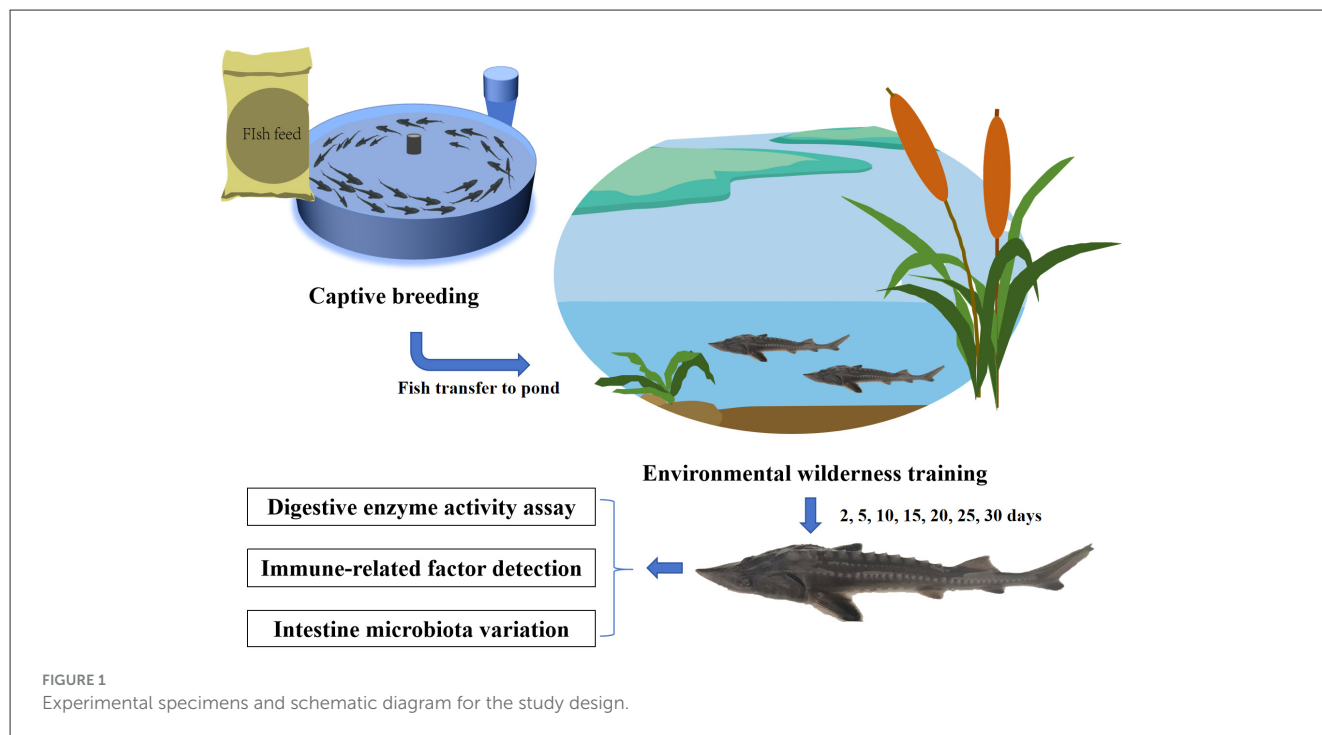 FIsh feed
Captive breeding
Fish transfer to pond
Environmental wilderness training
2, 5, 10, 15, 20, 25, 30 days
Digestive enzyme activity assay
Immune-related factor detection
Intestine microbiota variation
FIGURE 1
Experimental specimens and schematic diagram for the study design.